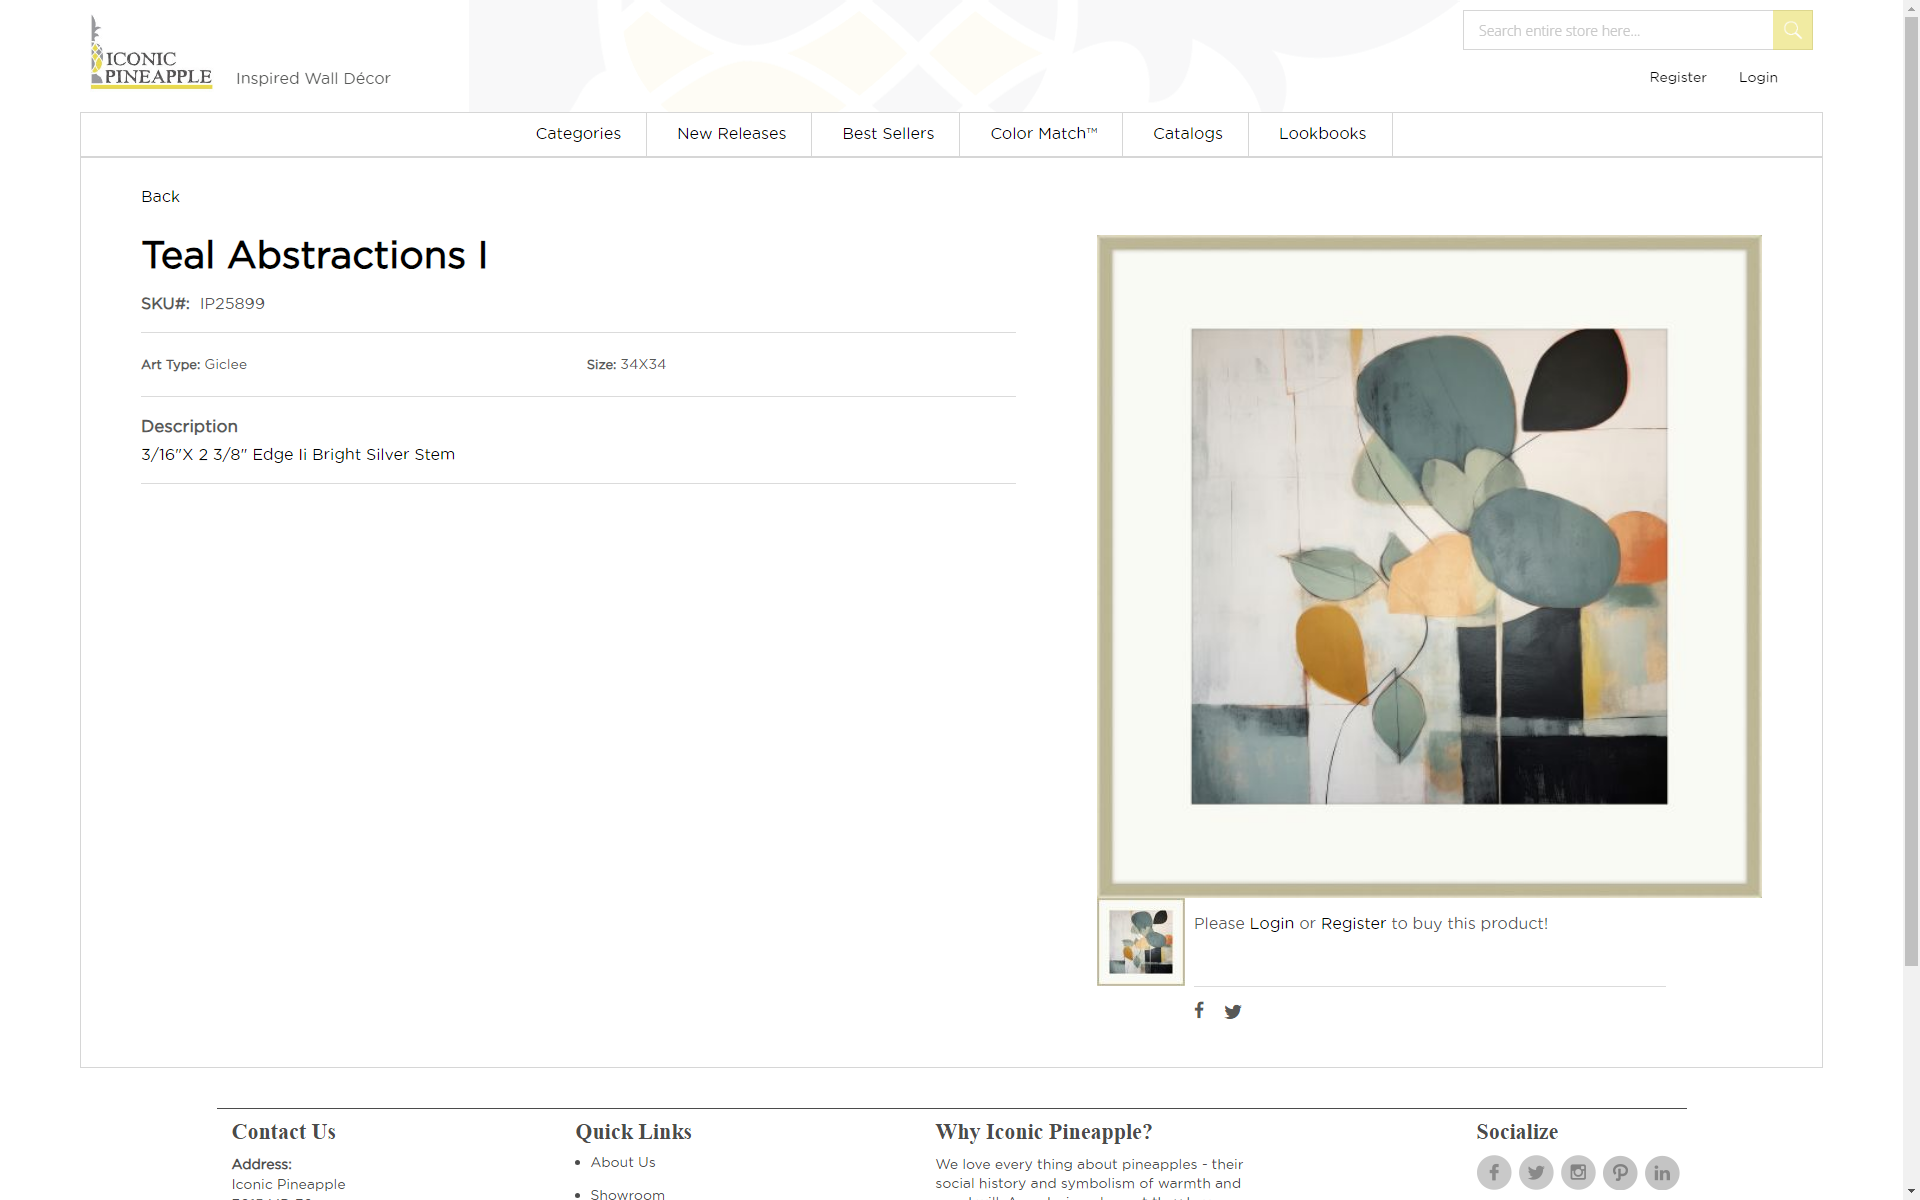 ICONIC
PINEAPPLE
Inspired Wall Décor
Search entire store here...
Register
Login
Categories
New Releases
Best Sellers
Color Match™
Catalogs
Lookbooks
Back
Teal Abstractions I
SKU#: IP25899
Art Type: Giclee
Size: 34X34
Description
3/16"X 2 3/8" Edge Ii Bright Silver Stem
Please Login or Register to buy this product!
Contact Us
Address:
Iconic Pineapple
Quick Links
About Us
Showroom
Why Iconic Pineapple?
We love every thing about pineapples - their
social history and symbolism of warmth and
Socialize